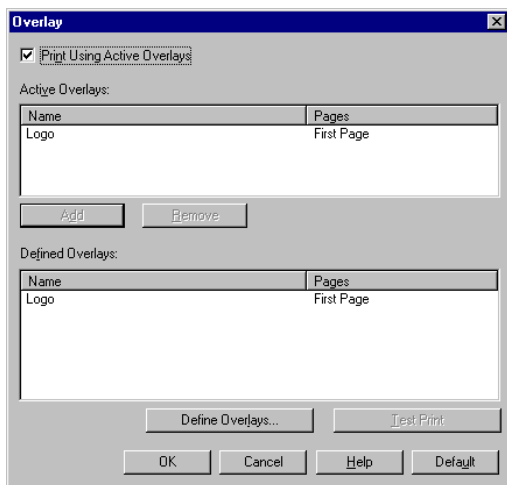 Overlay
Print Using Active Overlays
Active Overlays:
Name Pages
Logo First Page
Add Remove
Defined Overlays:
Name Pages
Logo First Page
Define Overlays... Test Print
OK Cancel Help Default